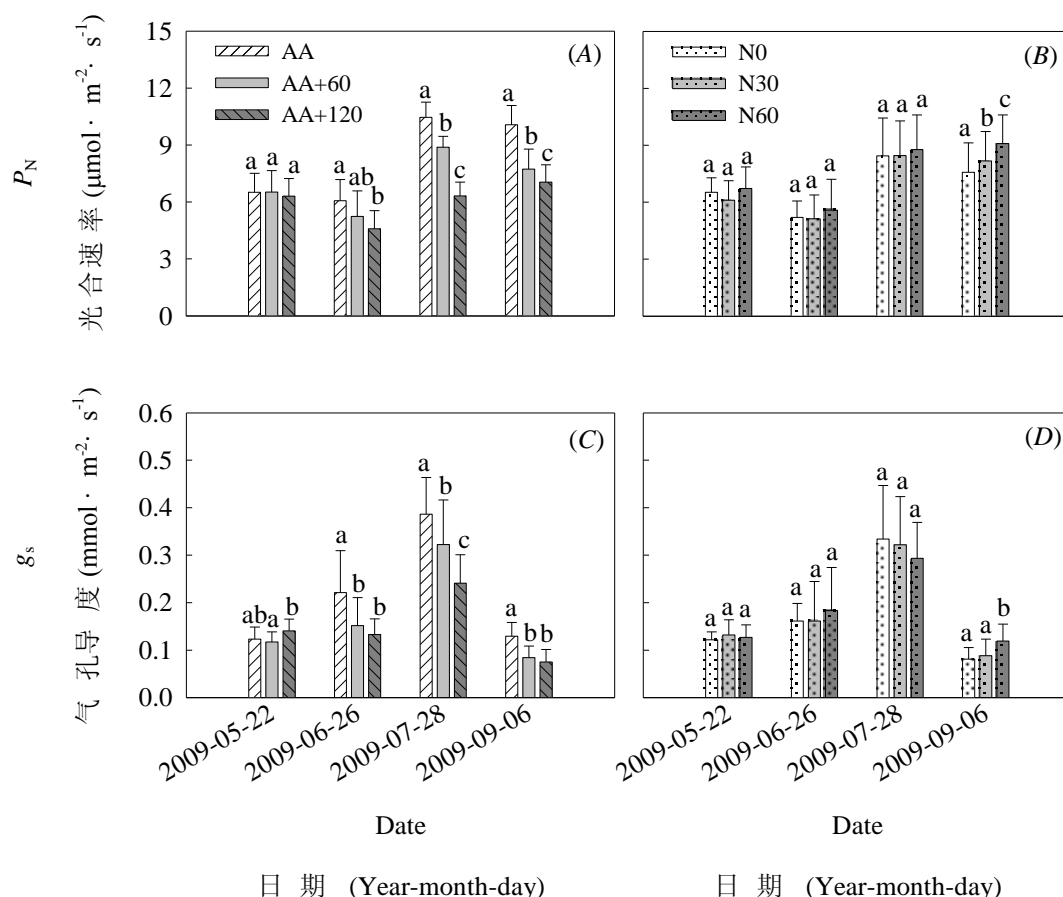 P_N
光 合 速 率 (μmol · m⁻²· s⁻¹)
15
12
9
6
3
0
AA
AA+60
AA+120
(A)
a a a
a ab b
a b c
a b c
N0
N30
N60
(B)
a a a
a a a
a a a
a b c
g_s
气 孔 导 度 (mmol · m⁻²· s⁻¹)
0.6
0.5
0.4
0.3
0.2
0.1
0.0
(C)
ab a b
a b b
a b c
a b b
(D)
a a a
a a a
a a a
a a b
2009-05-22
2009-06-26
2009-07-28
2009-09-06
2009-05-22
2009-06-26
2009-07-28
2009-09-06
Date
Date
日 期 (Year-month-day)
日 期 (Year-month-day)